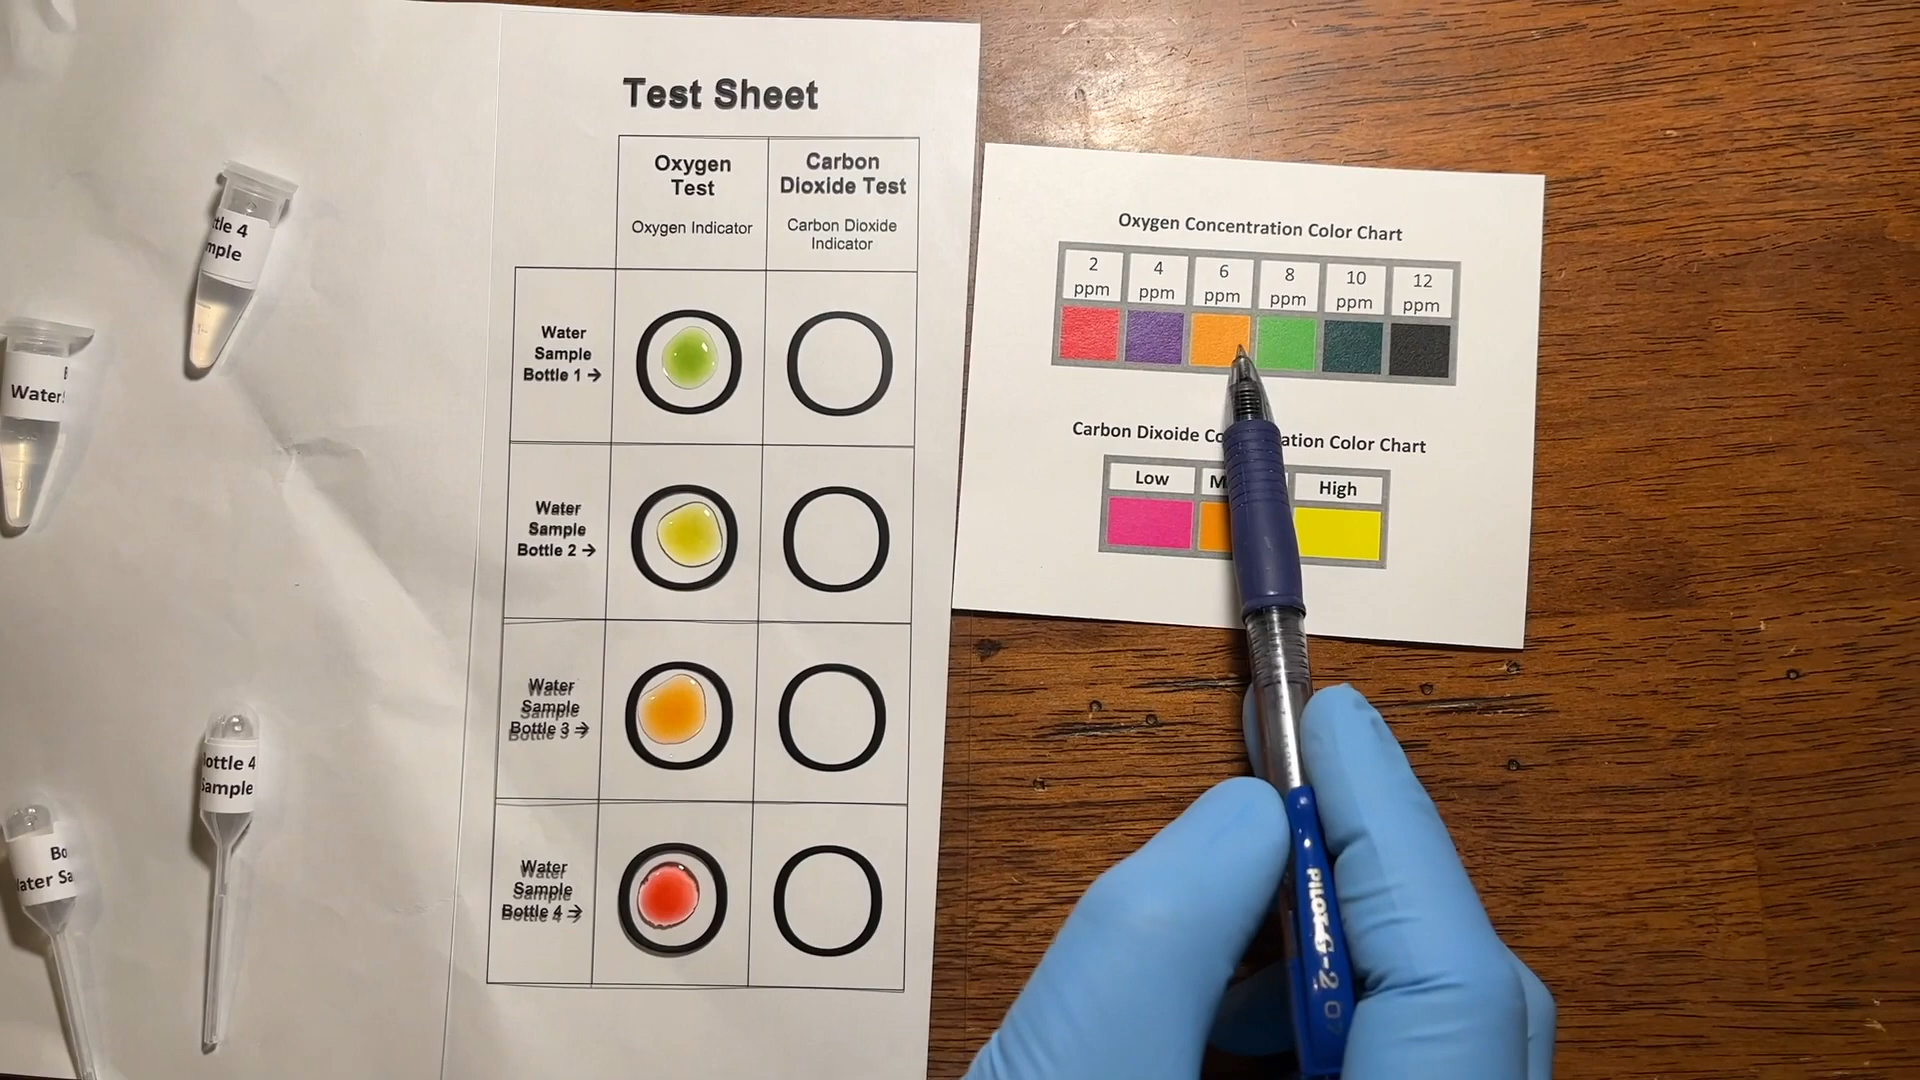 Test Sheet
Oxygen
Test
Oxygen Indicator
Carbon
Dioxide Test
Carbon Dioxide
Indicator
Water
Sample
Bottle 1 →
Water
Sample
Bottle 2 →
Water
Sample
Bottle 3 →
Water
Sample
Bottle 4 →
Oxygen Concentration Color Chart
2
ppm
4
ppm
6
ppm
8
ppm
10
ppm
12
ppm
Carbon Dixoide Co ation Color Chart
Low
M
High
tle 4
mple
Water
ottle 4
Sample
Bo
ater Sa
PILOT G-2 07